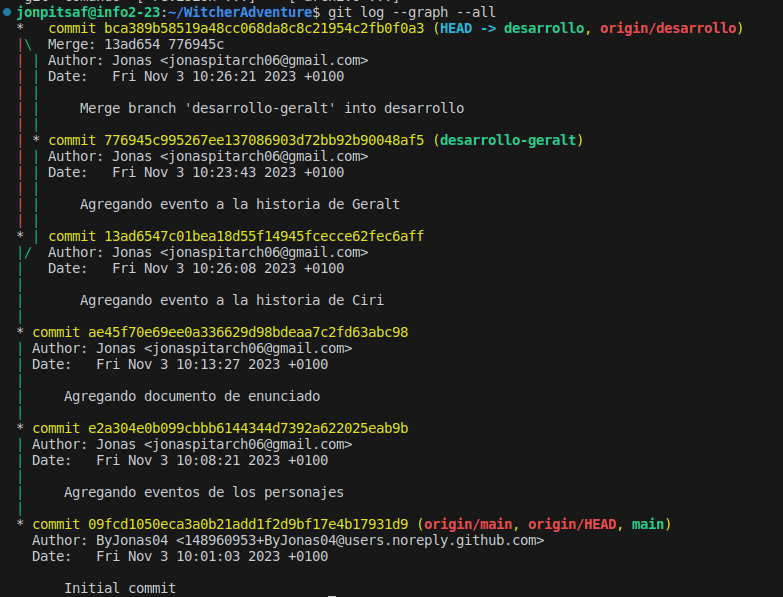 jonpitsaf@info2-23:~/WitcherAdventure$ git log --graph --all
*   commit bca389b58519a48cc068da8c8c21954c2fb0f0a3 (HEAD -> desarrollo, origin/desarrollo)
|\  Merge: 13ad654 776945c
| | Author: Jonas <jonaspitarch06@gmail.com>
| | Date:   Fri Nov 3 10:26:21 2023 +0100
| |
| |     Merge branch 'desarrollo-geralt' into desarrollo
| |
| * commit 776945c995267ee137086903d72bb92b90048af5 (desarrollo-geralt)
| | Author: Jonas <jonaspitarch06@gmail.com>
| | Date:   Fri Nov 3 10:23:43 2023 +0100
| |
| |     Agregando evento a la historia de Geralt
| |
* | commit 13ad6547c01bea18d55f14945fcecce62fec6aff
|/  Author: Jonas <jonaspitarch06@gmail.com>
|   Date:   Fri Nov 3 10:26:08 2023 +0100
|
|       Agregando evento a la historia de Ciri
|
* commit ae45f70e69ee0a336629d98bdeaa7c2fd63abc98
| Author: Jonas <jonaspitarch06@gmail.com>
| Date:   Fri Nov 3 10:13:27 2023 +0100
|
|     Agregando documento de enunciado
|
* commit e2a304e0b099cbbb6144344d7392a622025eab9b
| Author: Jonas <jonaspitarch06@gmail.com>
| Date:   Fri Nov 3 10:08:21 2023 +0100
|
|     Agregando eventos de los personajes
|
* commit 09fcd1050eca3a0b21add1f2d9bf17e4b17931d9 (origin/main, origin/HEAD, main)
  Author: ByJonas04 <148960953+ByJonas04@users.noreply.github.com>
  Date:   Fri Nov 3 10:01:03 2023 +0100

      Initial commit